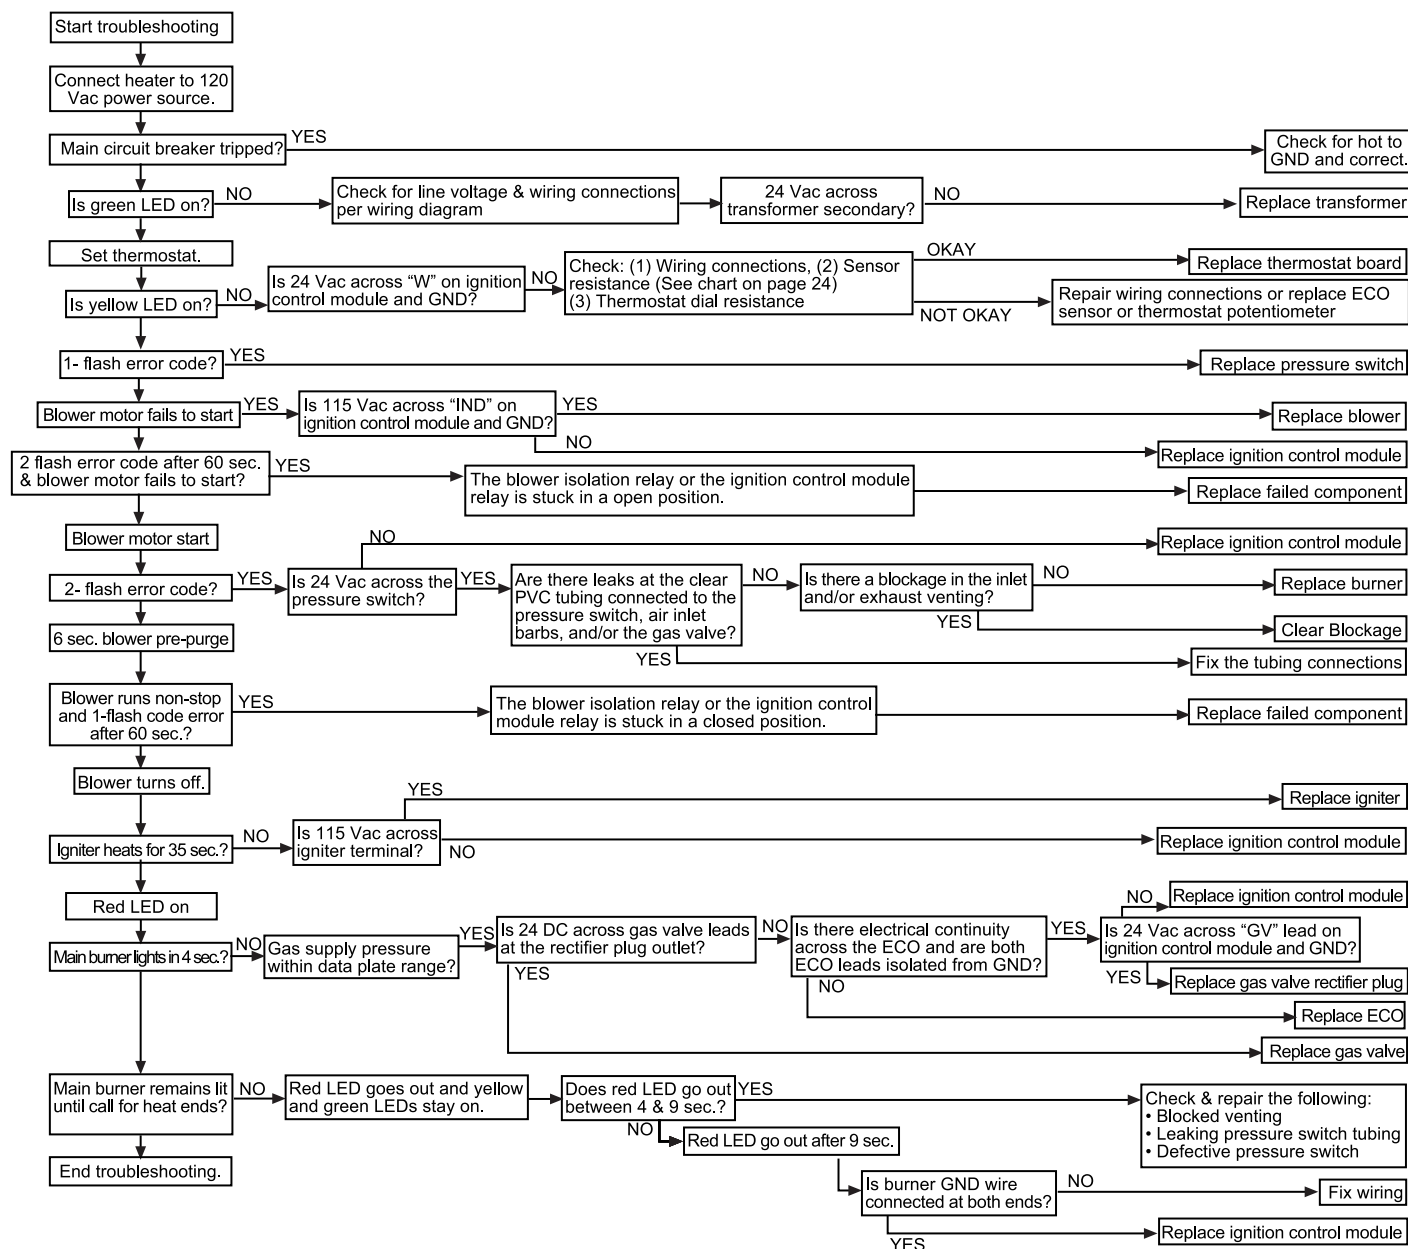 Start troubleshooting
Connect heater to 120
Vac power source.
Main circuit breaker tripped?
YES
Check for hot to
GND and correct.
Is green LED on?
NO
Check for line voltage & wiring connections
per wiring diagram
24 Vac across
transformer secondary?
NO
Replace transformer
Set thermostat.
Is yellow LED on?
NO
Is 24 Vac across “W” on ignition
control module and GND?
NO
Check: (1) Wiring connections, (2) Sensor
resistance (See chart on page 24)
(3) Thermostat dial resistance
OKAY
Replace thermostat board
NOT OKAY
Repair wiring connections or replace ECO
sensor or thermostat potentiometer
1- flash error code?
YES
Replace pressure switch
Blower motor fails to start
YES
Is 115 Vac across “IND” on
ignition control module and GND?
YES
Replace blower
NO
Replace ignition control module
2 flash error code after 60 sec.
& blower motor fails to start?
YES
The blower isolation relay or the ignition control module
relay is stuck in a open position.
Replace failed component
Blower motor start
2- flash error code?
YES
Is 24 Vac across the
pressure switch?
NO
Replace ignition control module
YES
Are there leaks at the clear
PVC tubing connected to the
pressure switch, air inlet
barbs, and/or the gas valve?
NO
Is there a blockage in the inlet
and/or exhaust venting?
NO
Replace burner
YES
Clear Blockage
YES
Fix the tubing connections
6 sec. blower pre-purge
Blower runs non-stop
and 1-flash code error
after 60 sec.?
YES
The blower isolation relay or the ignition control
module relay is stuck in a closed position.
Replace failed component
Blower turns off.
Igniter heats for 35 sec.?
NO
Is 115 Vac across
igniter terminal?
YES
Replace igniter
NO
Replace ignition control module
Red LED on
Main burner lights in 4 sec.?
NO
Gas supply pressure
within data plate range?
YES
Is 24 DC across gas valve leads
at the rectifier plug outlet?
NO
Is there electrical continuity
across the ECO and are both
ECO leads isolated from GND?
YES
Is 24 Vac across “GV” lead on
ignition control module and GND?
NO
Replace ignition control module
YES
Replace gas valve rectifier plug
NO
Replace ECO
YES
Replace gas valve
Main burner remains lit
until call for heat ends?
NO
Red LED goes out and yellow
and green LEDs stay on.
Does red LED go out
between 4 & 9 sec.?
YES
Check & repair the following:
• Blocked venting
• Leaking pressure switch tubing
• Defective pressure switch
NO
Red LED go out after 9 sec.
End troubleshooting.
Is burner GND wire
connected at both ends?
NO
Fix wiring
YES
Replace ignition control module